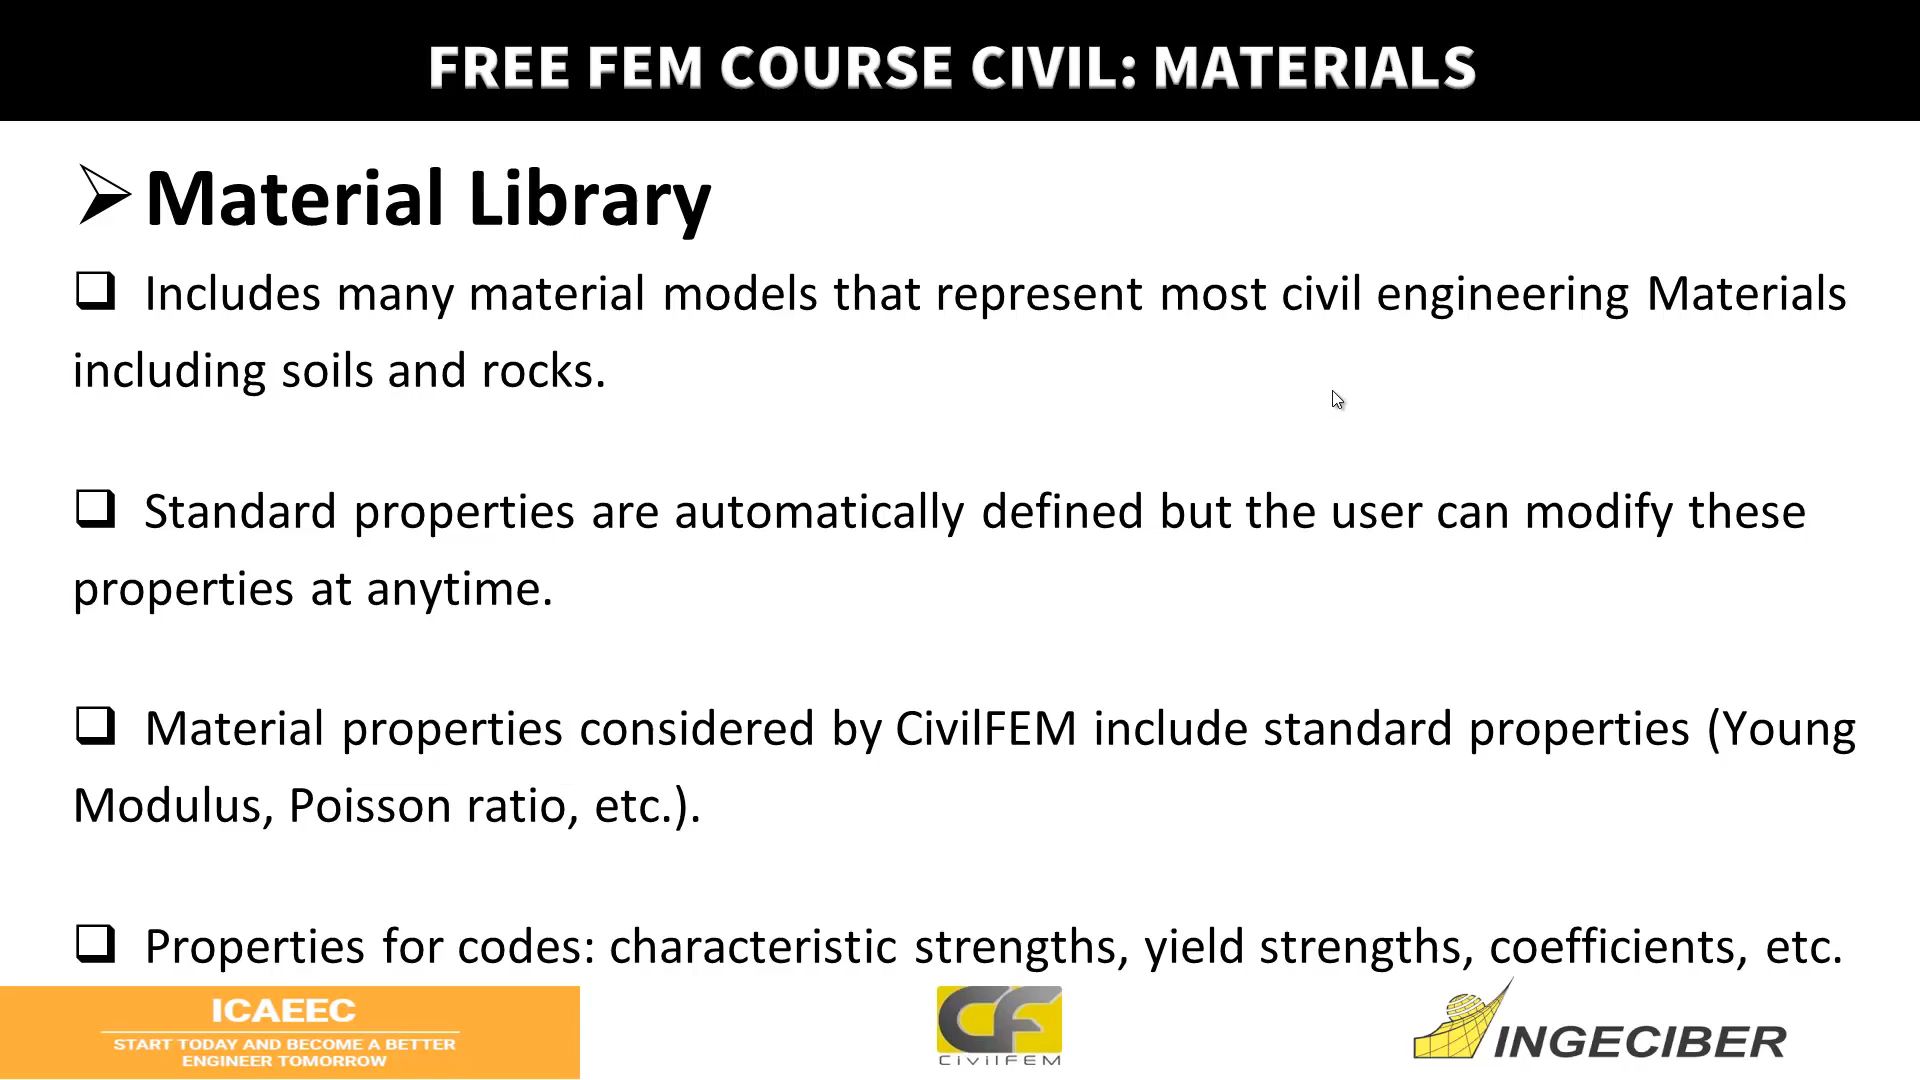 FREE FEM COURSE CIVIL: MATERIALS
Material Library
Includes many material models that represent most civil engineering Materials
including soils and rocks.
Standard properties are automatically defined but the user can modify these
properties at anytime.
Material properties considered by CivilFEM include standard properties (Young
Modulus, Poisson ratio, etc.).
Properties for codes: characteristic strengths, yield strengths, coefficients, etc.
ICAEEC
START TODAY AND BECOME A BETTER
ENGINEER TOMORROW
CF
CivilFEM
INGECIBER